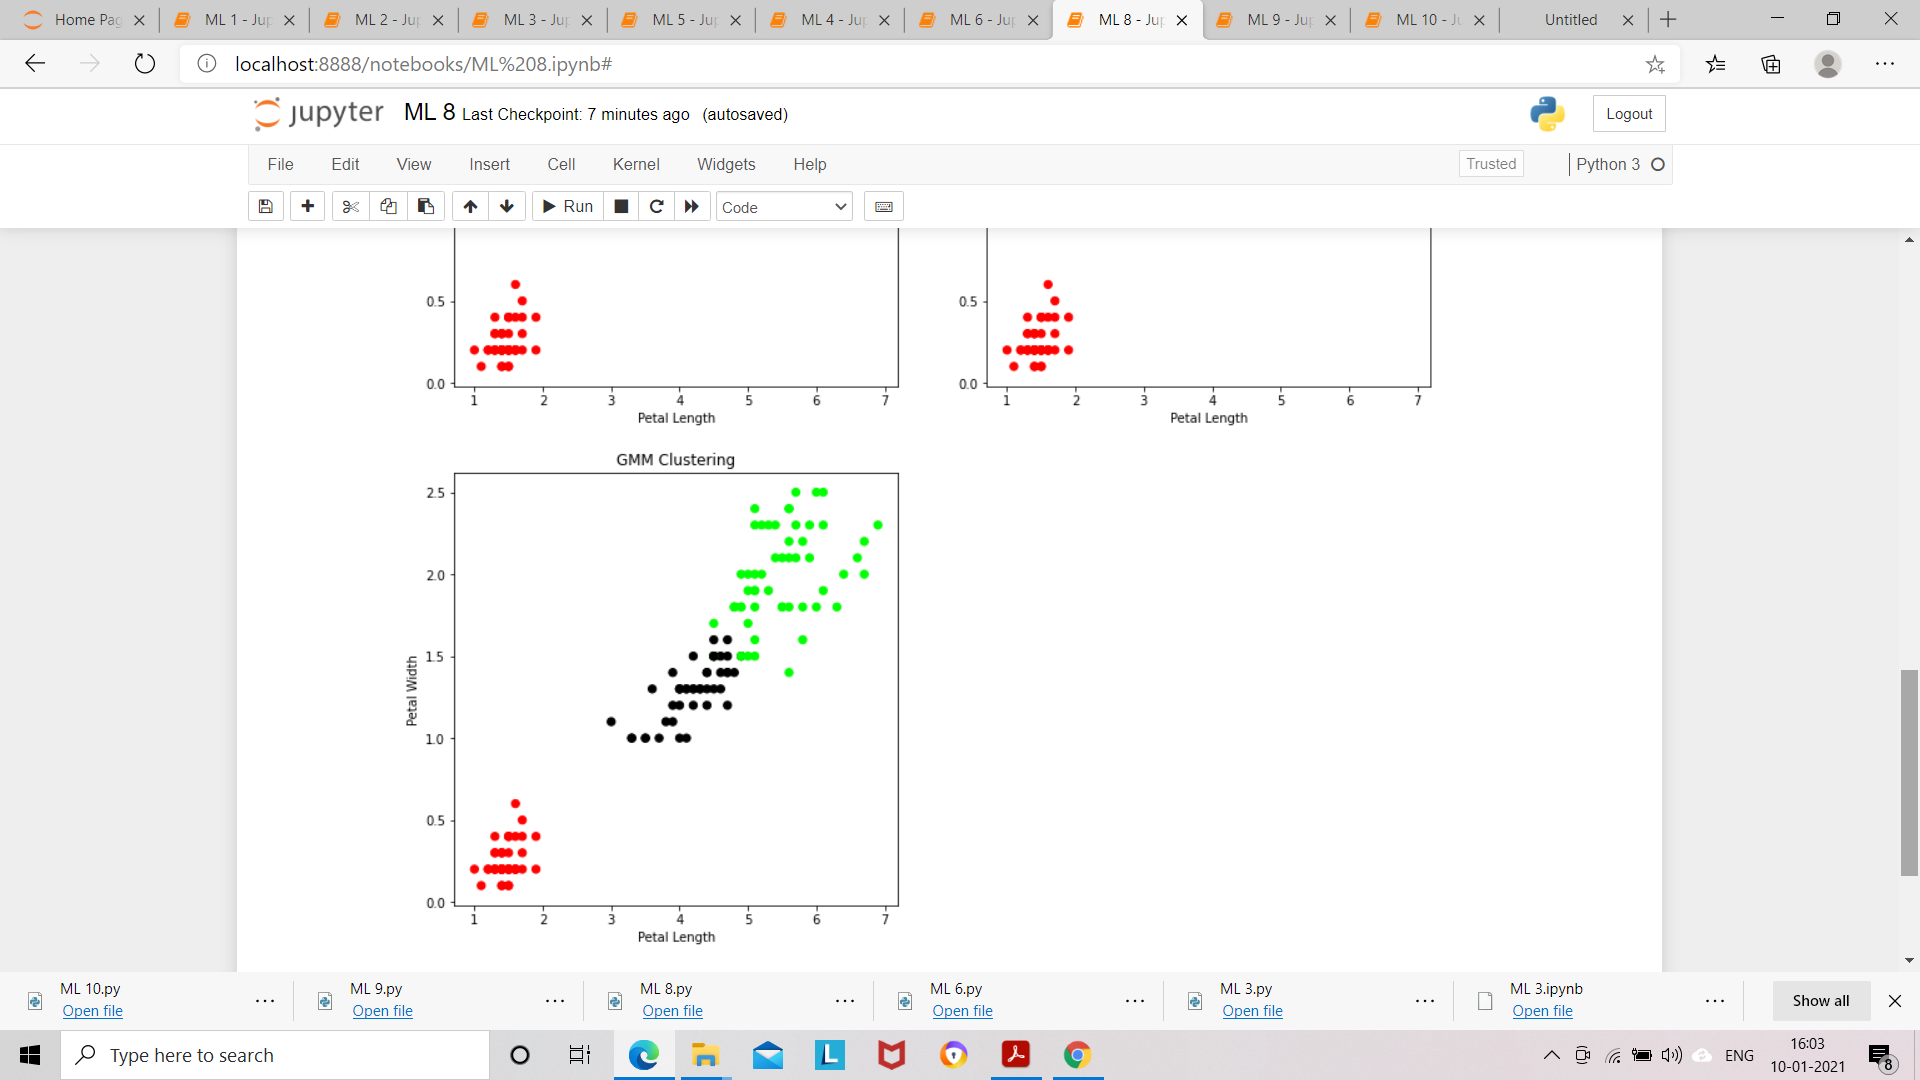 Home Pag
ML 1 - Jup
ML 2 - Jup
ML 3 - Jup
ML 5 - Jup
ML 4 - Jup
ML 6 - Jup
ML 8 - Jup
ML 9 - Jup
ML 10 - Ju
Untitled
localhost:8888/notebooks/ML%208.ipynb#
jupyter ML 8 Last Checkpoint: 7 minutes ago (autosaved)
Logout
File Edit View Insert Cell Kernel Widgets Help
Trusted
Python 3
Run
Code
0.5
0.0
1 2 3 4 5 6 7
Petal Length
0.5
0.0
1 2 3 4 5 6 7
Petal Length
GMM Clustering
2.5
2.0
1.5
1.0
0.5
0.0
Petal Width
1 2 3 4 5 6 7
Petal Length
ML 10.py
Open file
ML 9.py
Open file
ML 8.py
Open file
ML 6.py
Open file
ML 3.py
Open file
ML 3.ipynb
Open file
Show all
Type here to search
L
ENG
16:03
10-01-2021
8